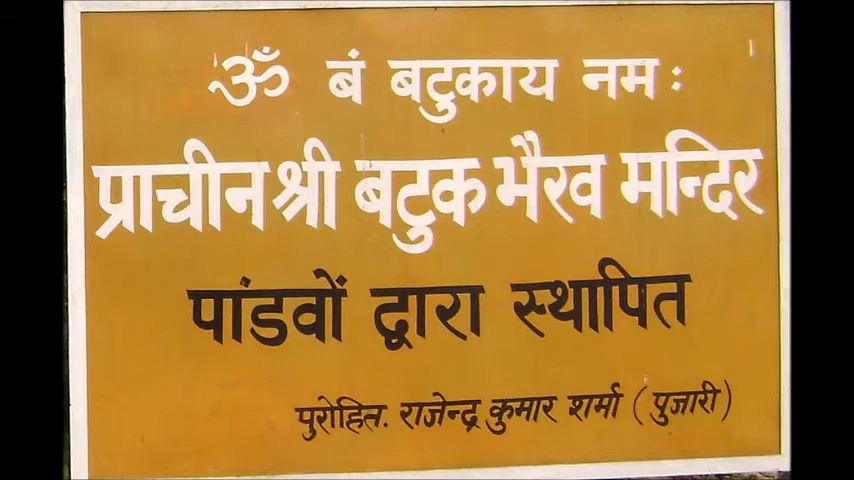 ॐ बं बटुकाय नमः
प्राचीन श्री बटुक भैरव मन्दिर
पांडवों द्वारा स्थापित
पुरोहित. राजेन्द्र कुमार शर्मा (पुजारी)